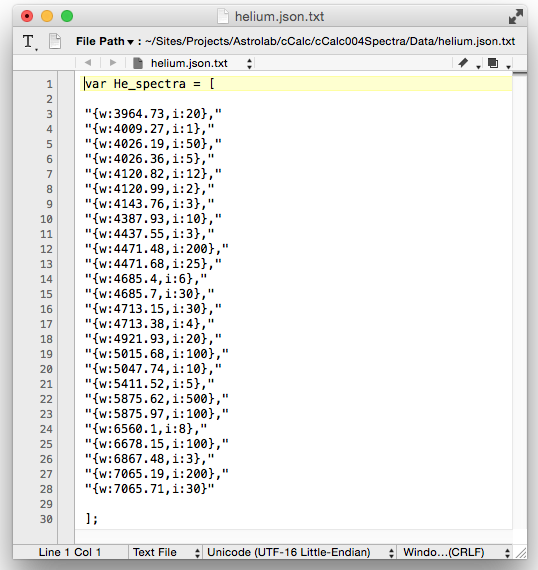 helium.json.txt
T. File Path ▾ : ~/Sites/Projects/Astrolab/cCalc/cCalc004Spectra/Data/helium.json.txt
helium.json.txt
1 var He_spectra = [
2
3 "{w:3964.73,i:20},"
4 "{w:4009.27,i:1},"
5 "{w:4026.19,i:50},"
6 "{w:4026.36,i:5},"
7 "{w:4120.82,i:12},"
8 "{w:4120.99,i:2},"
9 "{w:4143.76,i:3},"
10 "{w:4387.93,i:10},"
11 "{w:4437.55,i:3},"
12 "{w:4471.48,i:200},"
13 "{w:4471.68,i:25},"
14 "{w:4685.4,i:6},"
15 "{w:4685.7,i:30},"
16 "{w:4713.15,i:30},"
17 "{w:4713.38,i:4},"
18 "{w:4921.93,i:20},"
19 "{w:5015.68,i:100},"
20 "{w:5047.74,i:10},"
21 "{w:5411.52,i:5},"
22 "{w:5875.62,i:500},"
23 "{w:5875.97,i:100},"
24 "{w:6560.1,i:8},"
25 "{w:6678.15,i:100},"
26 "{w:6867.48,i:3},"
27 "{w:7065.19,i:200},"
28 "{w:7065.71,i:30}"
29
30 ];
Line 1 Col 1 Text File Unicode (UTF-16 Little-Endian) Windo...(CRLF)